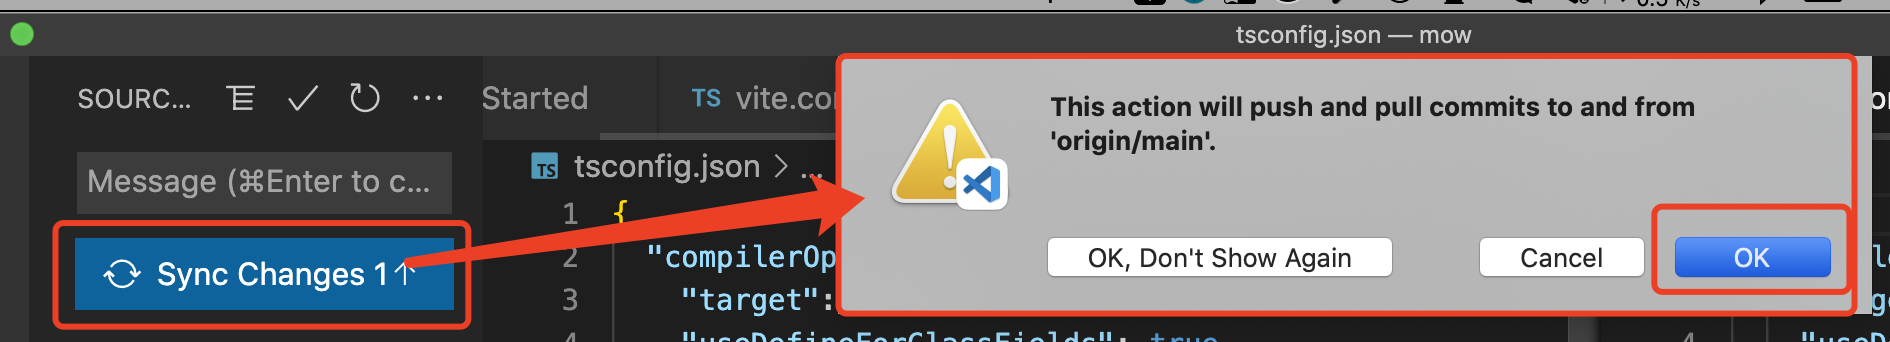 tsconfig.json — mow
SOURC...
Started
TS vite.co
Message (⌘Enter to c...
TS tsconfig.json > ...
Sync Changes 1↑
1 {
2 "compilerOp
3 "target":
4 "useDefineForClassFields": true
This action will push and pull commits to and from
'origin/main'.
OK, Don't Show Again
Cancel
OK
4 "useD